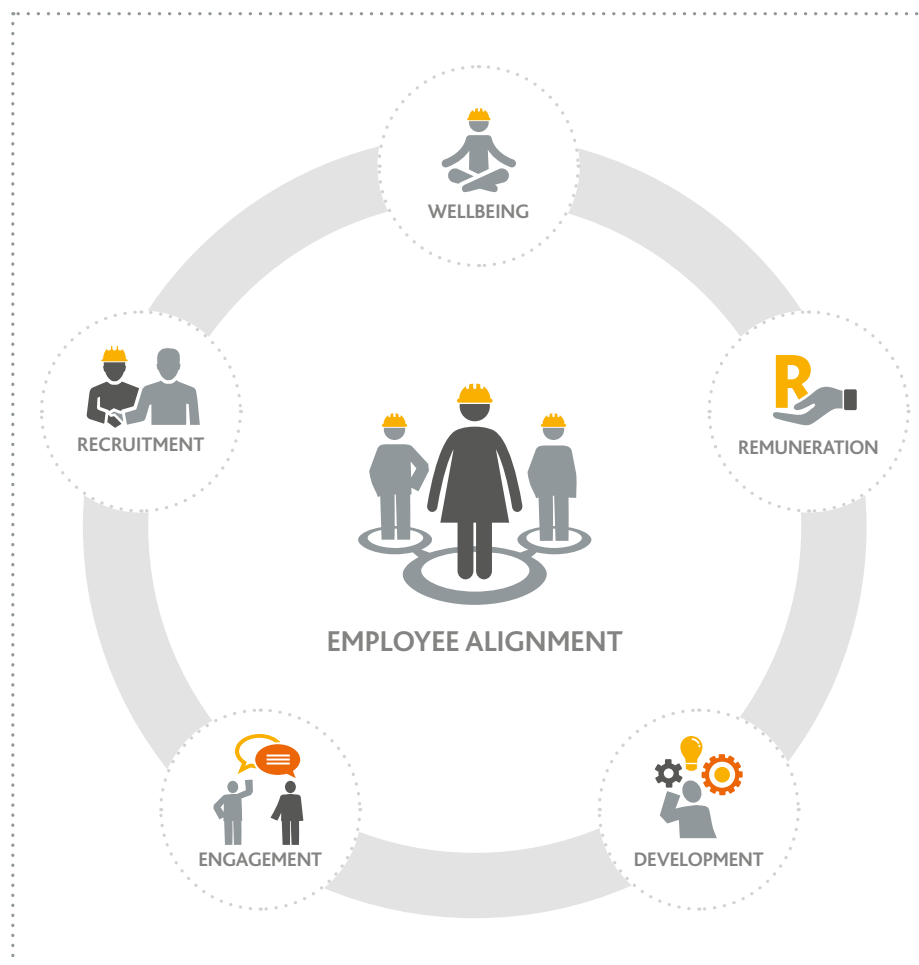 WELLBEING
RECRUITMENT
R
REMUNERATION
EMPLOYEE ALIGNMENT
ENGAGEMENT
DEVELOPMENT